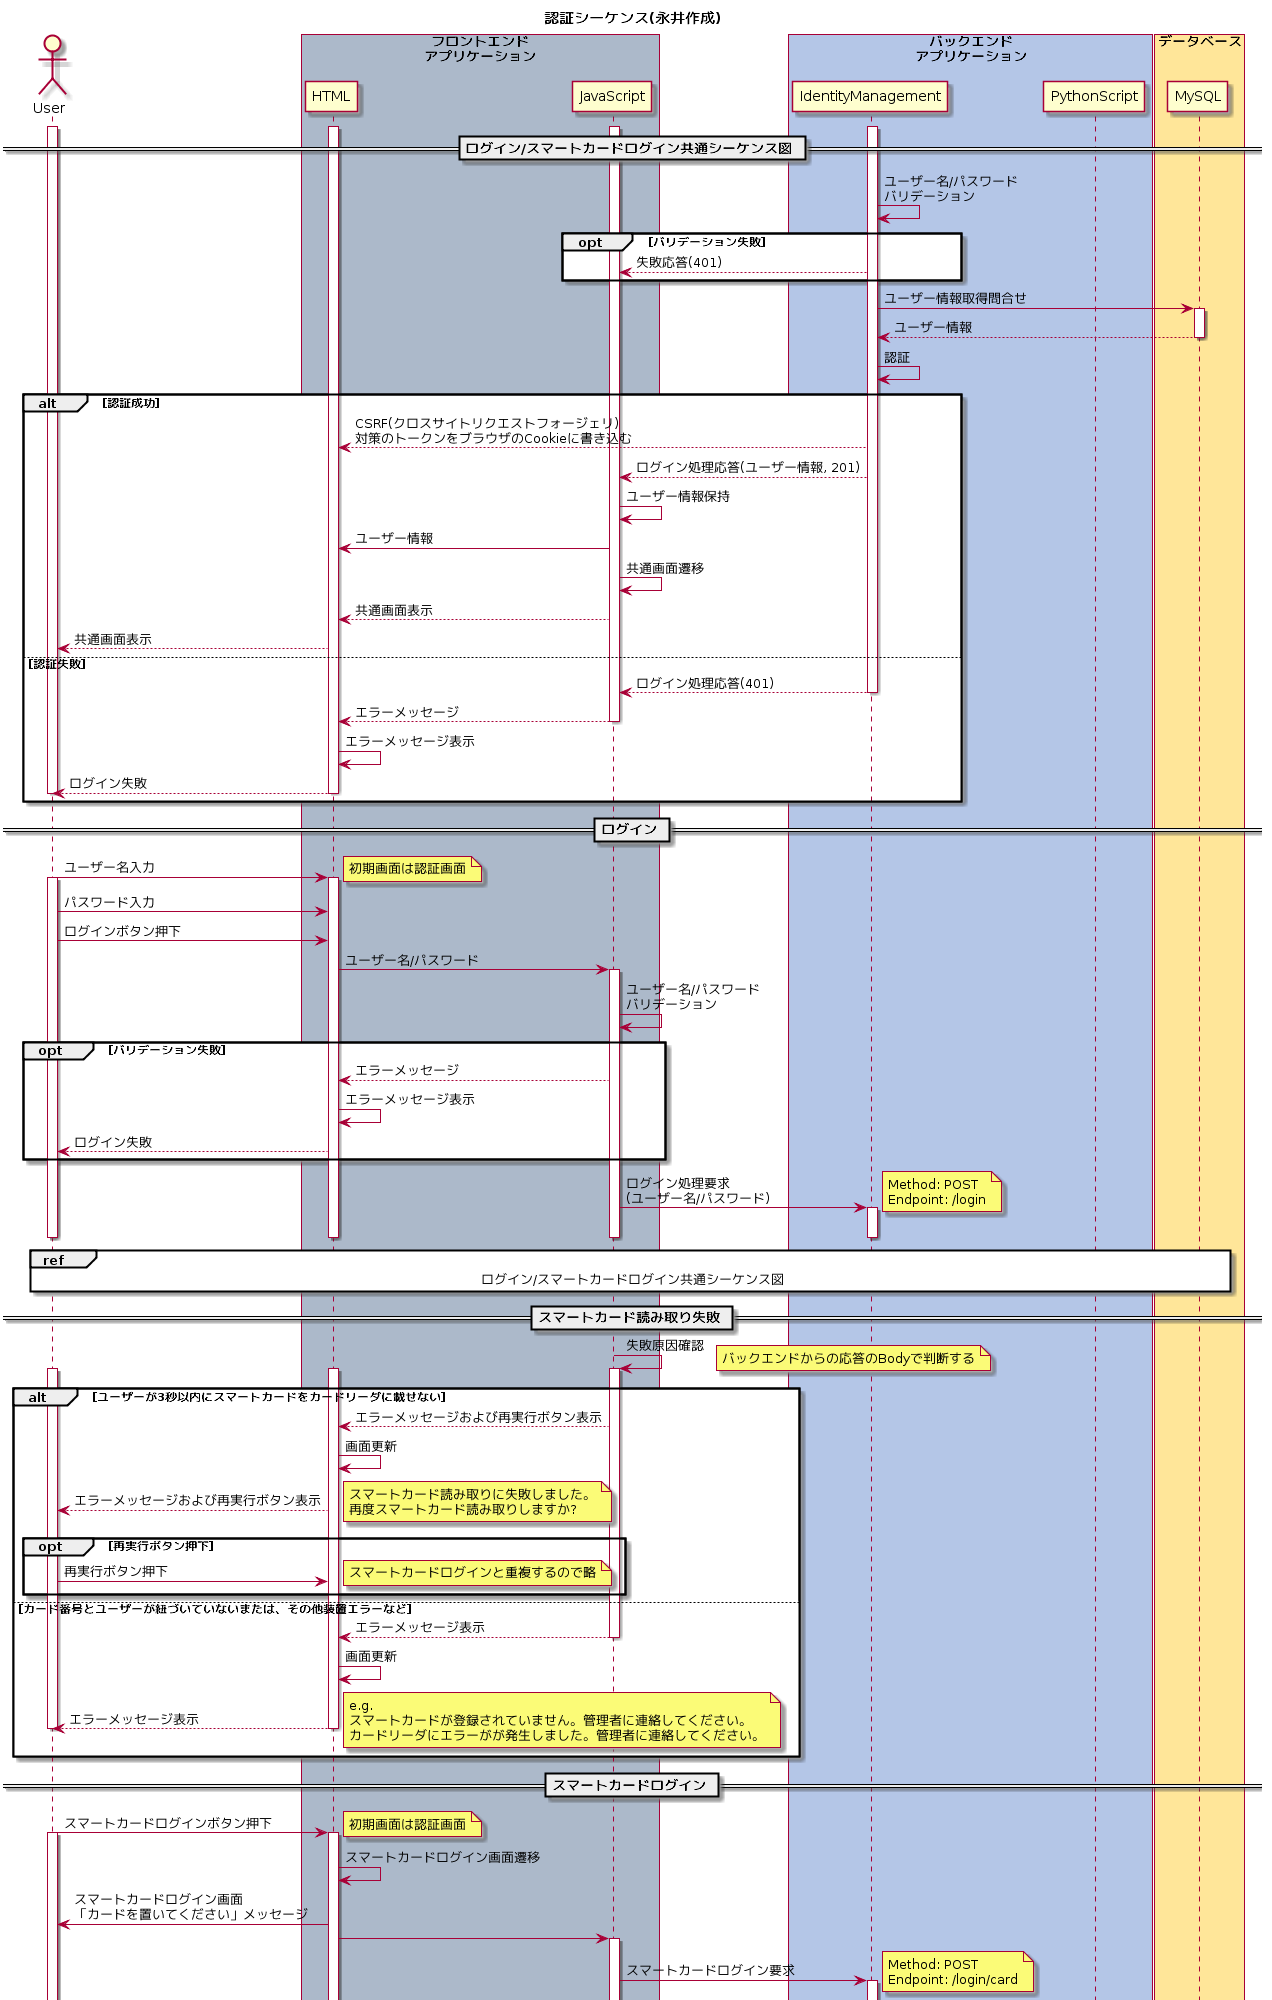 認証シーケンス(永井作成)
フロントエンド
アプリケーション
バックエンド
アプリケーション
データベース
User
HTML
JavaScript
IdentityManagement
PythonScript
MySQL
ログイン/スマートカードログイン共通シーケンス図
ユーザー名/パスワード
バリデーション
opt
[バリデーション失敗]
失敗応答(401)
ユーザー情報取得問合せ
ユーザー情報
認証
alt
[認証成功]
CSRF(クロスサイトリクエストフォージェリ)
対策のトークンをブラウザのCookieに書き込む
ログイン処理応答(ユーザー情報, 201)
ユーザー情報保持
ユーザー情報
共通画面遷移
共通画面表示
共通画面表示
[認証失敗]
ログイン処理応答(401)
エラーメッセージ
エラーメッセージ表示
ログイン失敗
ログイン
ユーザー名入力
初期画面は認証画面
パスワード入力
ログインボタン押下
ユーザー名/パスワード
ユーザー名/パスワード
バリデーション
opt
[バリデーション失敗]
エラーメッセージ
エラーメッセージ表示
ログイン失敗
ログイン処理要求
(ユーザー名/パスワード)
Method: POST
Endpoint: /login
ref
ログイン/スマートカードログイン共通シーケンス図
スマートカード読み取り失敗
失敗原因確認
バックエンドからの応答のBodyで判断する
alt
[ユーザーが3秒以内にスマートカードをカードリーダに載せない]
エラーメッセージおよび再実行ボタン表示
画面更新
エラーメッセージおよび再実行ボタン表示
スマートカード読み取りに失敗しました。
再度スマートカード読み取りしますか?
opt
[再実行ボタン押下]
再実行ボタン押下
スマートカードログインと重複するので略
[カード番号とユーザーが紐づいていないまたは、その他装置エラーなど]
エラーメッセージ表示
画面更新
エラーメッセージ表示
e.g.
スマートカードが登録されていません。管理者に連絡してください。
カードリーダにエラーがが発生しました。管理者に連絡してください。
スマートカードログイン
スマートカードログインボタン押下
初期画面は認証画面
スマートカードログイン画面遷移
スマートカードログイン画面
「カードを置いてください」メッセージ
スマートカードログイン要求
Method: POST
Endpoint: /login/card